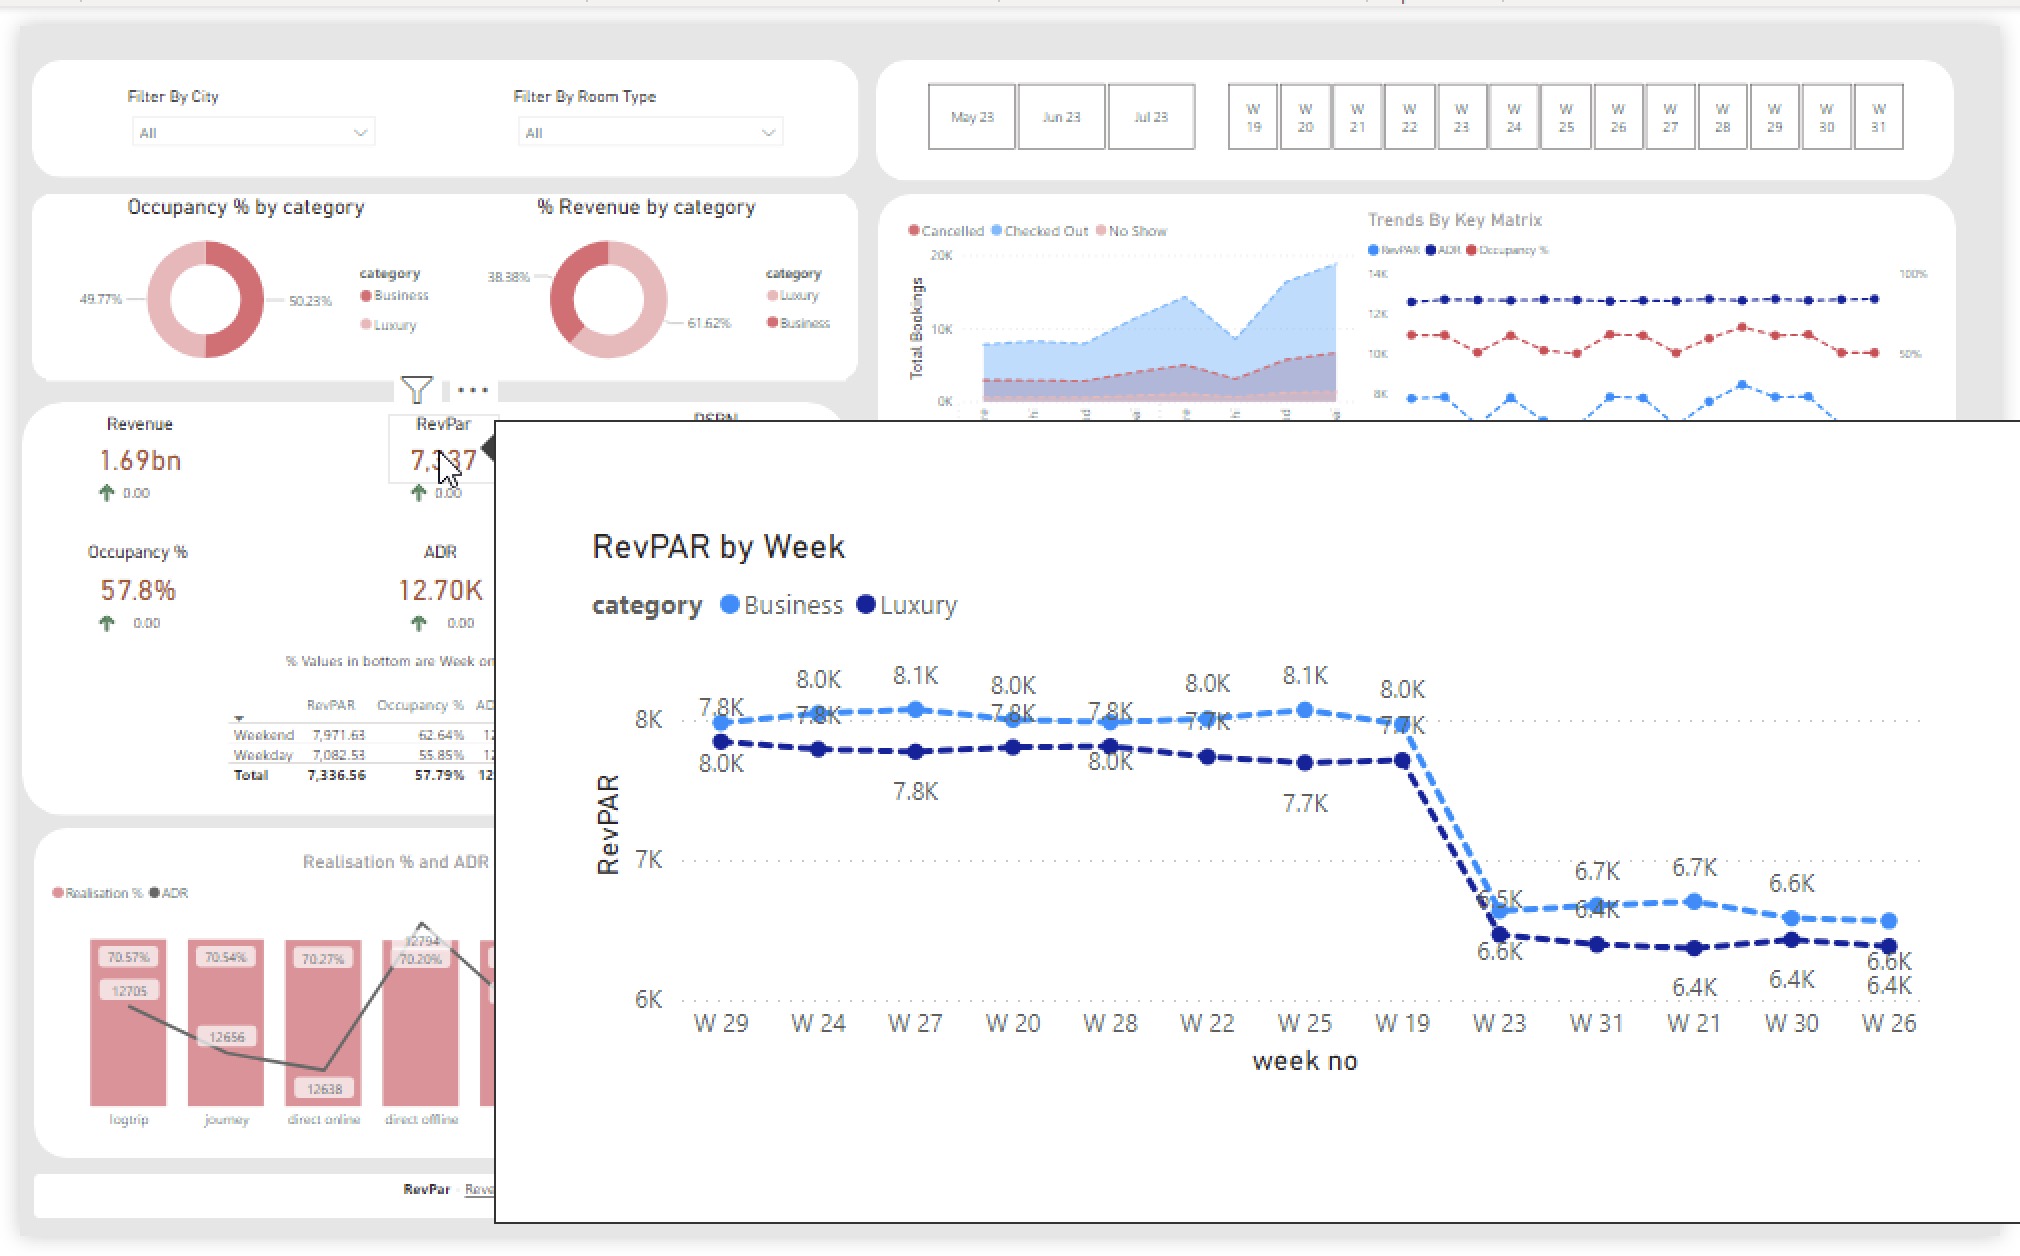 Filter By City
All
Filter By Room Type
All
May 23
Jun 23
Jul 23
W 19
W 20
W 21
W 22
W 23
W 24
W 25
W 26
W 27
W 28
W 29
W 30
W 31
Occupancy % by category
49.77%
50.23%
category
Business
Luxury
% Revenue by category
38.38%
61.62%
category
Luxury
Business
Cancelled Checked Out No Show
Total Bookings
20K
10K
0K
Trends By Key Matrix
RevPAR ADR Occupancy %
14K
12K
10K
8K
100%
50%
Revenue
1.69bn
0.00
RevPar
7,337
0.00
DSRN
Occupancy %
57.8%
0.00
ADR
12.70K
0.00
% Values in bottom are Week on
RevPAR Occupancy % AD
Weekend 7,971.63 62.64% 12
Weekday 7,082.53 55.85% 12
Total 7,336.56 57.79% 12
Realisation % and ADR
Realisation % ADR
70.57%
70.54%
70.27%
70.20%
12705
12656
12638
12794
logtrip
journey
direct online
direct offline
RevPar Reve
RevPAR by Week
category Business Luxury
RevPAR
8K
7K
6K
7.8K
8.0K
8.0K
7.8K
8.1K
7.8K
8.0K
7.8K
7.8K
8.0K
8.0K
7.7K
8.1K
7.7K
8.0K
7.7K
6.5K
6.6K
6.7K
6.4K
6.7K
6.4K
6.6K
6.4K
6.6K
6.4K
W 29 W 24 W 27 W 20 W 28 W 22 W 25 W 19 W 23 W 31 W 21 W 30 W 26
week no